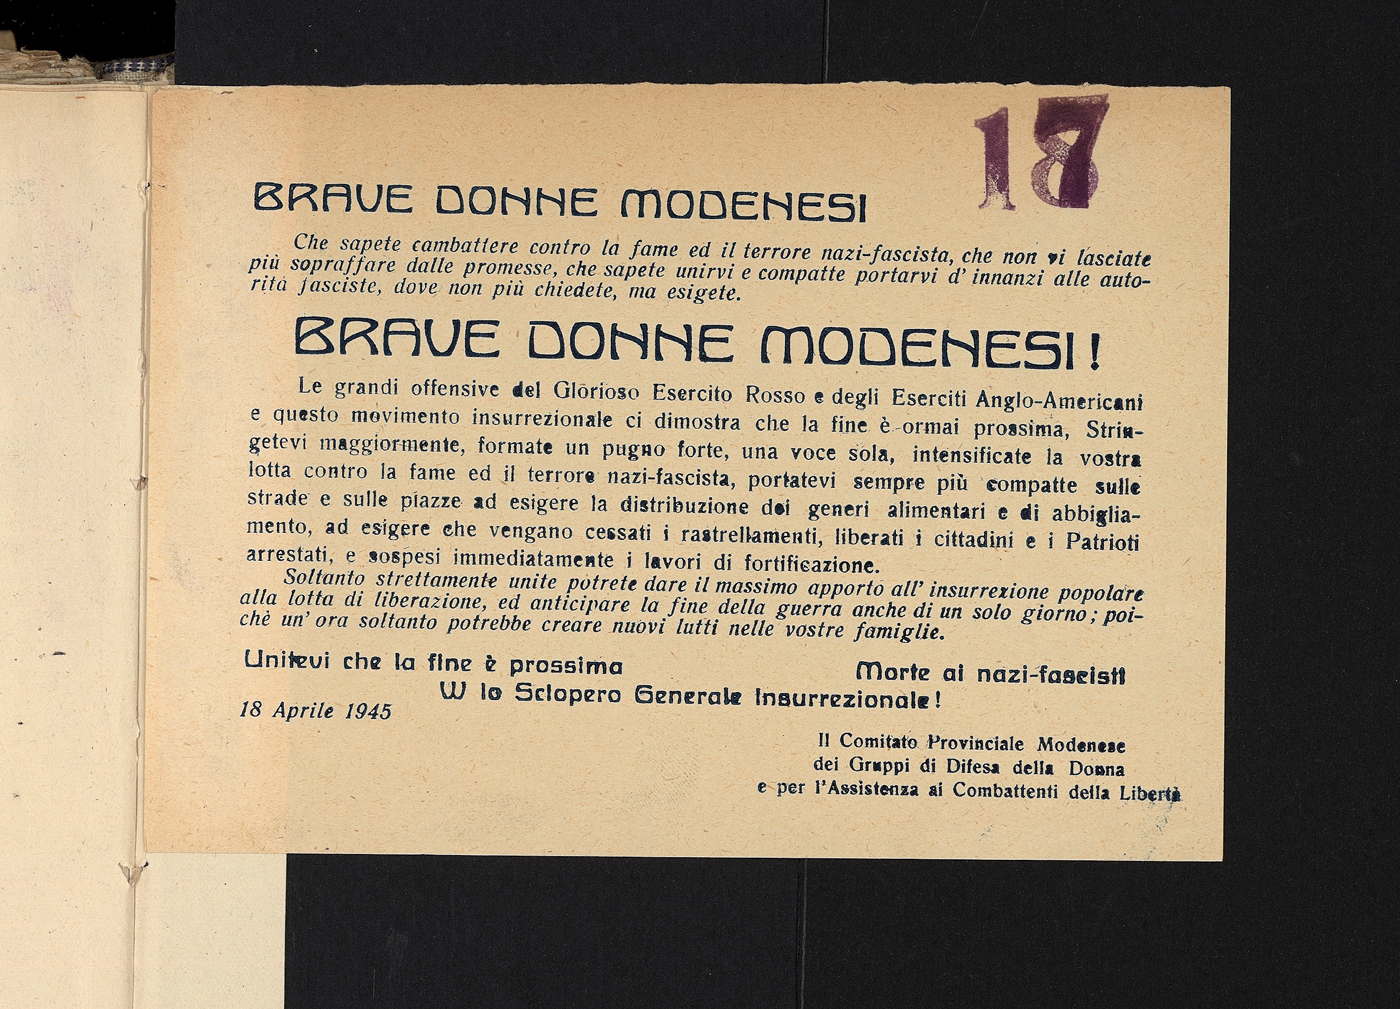 17
BRAVE DONNE MODENESI
Che sapete cambattere contro la fame ed il terrore nazi-fascista, che non vi lasciate
più sopraffare dalle promesse, che sapete unirvi e compatte portarvi d' innanzi alle auto-
rità fasciste, dove non più chiedete, ma esigete.
BRAVE DONNE MODENESI!
Le grandi offensive del Glorioso Esercito Rosso e degli Eserciti Anglo-Americani
e questo movimento insurrezionale ci dimostra che la fine è ormai prossima, Strin-
getevi maggiormente, formate un pugno forte, una voce sola, intensificate la vostra
lotta contro la fame ed il terrore nazi-fascista, portatevi sempre più compatte sulle
strade e sulle piazze ad esigere la distribuzione dei generi alimentari e di abbiglia-
mento, ad esigere che vengano cessati i rastrellamenti, liberati i cittadini e i Patrioti
arrestati, e sospesi immediatamente i lavori di fortificazione.
Soltanto strettamente unite potrete dare il massimo apporto all' insurrezione popolare
alla lotta di liberazione, ed anticipare la fine della guerra anche di un solo giorno; poi-
chè un' ora soltanto potrebbe creare nuovi lutti nelle vostre famiglie.
Unitevi che la fine è prossima Morte ai nazi-fascisti
W lo Sciopero Generale Insurrezionale!
18 Aprile 1945
Il Comitato Provinciale Modenese
dei Gruppi di Difesa della Donna
e per l'Assistenza ai Combattenti della Libertà